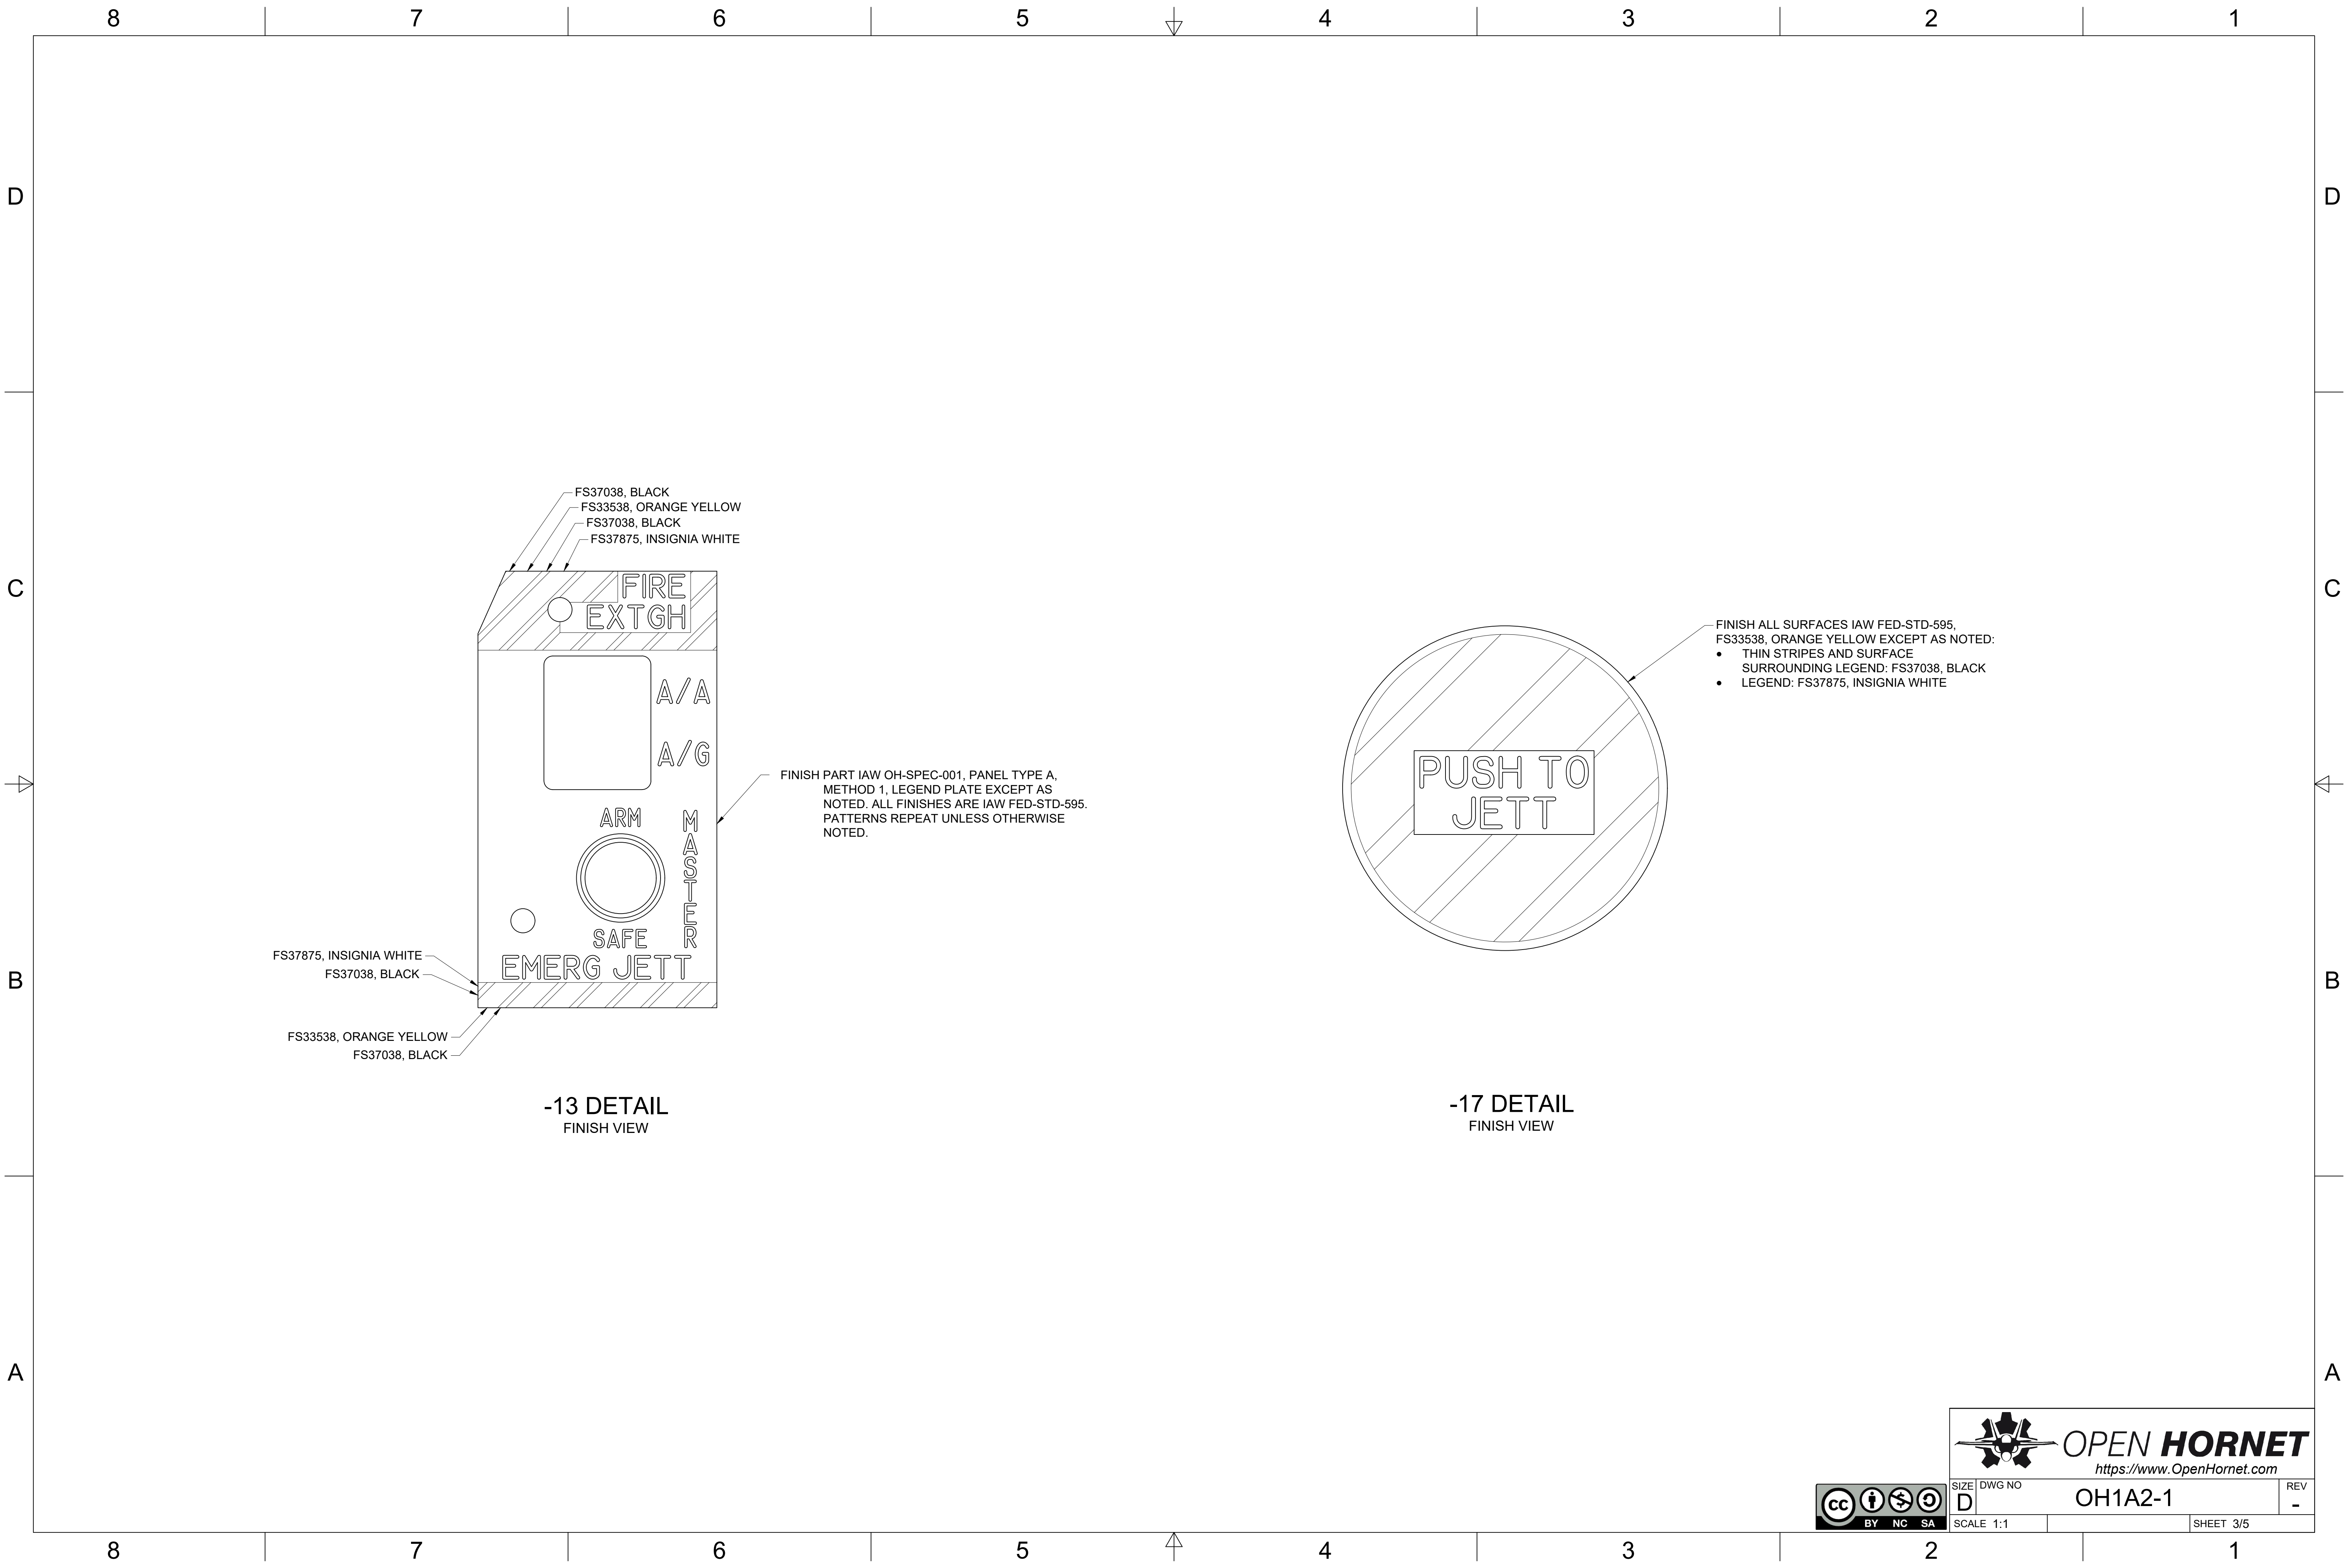 8 7 6 5 4 3 2 1
D D
FS37038, BLACK
FS33538, ORANGE YELLOW
FS37038, BLACK
FS37875, INSIGNIA WHITE
C C
FIRE
EXTGH
A/A
A/G
ARM
MASTER
SAFE
EMERG JETT
FINISH PART IAW OH-SPEC-001, PANEL TYPE A,
METHOD 1, LEGEND PLATE EXCEPT AS
NOTED. ALL FINISHES ARE IAW FED-STD-595.
PATTERNS REPEAT UNLESS OTHERWISE
NOTED.
FS37875, INSIGNIA WHITE
FS37038, BLACK
FS33538, ORANGE YELLOW
FS37038, BLACK
-13 DETAIL
FINISH VIEW
FINISH ALL SURFACES IAW FED-STD-595,
FS33538, ORANGE YELLOW EXCEPT AS NOTED:
• THIN STRIPES AND SURFACE
SURROUNDING LEGEND: FS37038, BLACK
• LEGEND: FS37875, INSIGNIA WHITE
PUSH TO
JETT
-17 DETAIL
FINISH VIEW
B B
A A
OPEN HORNET
https://www.OpenHornet.com
SIZE
D
DWG NO
OH1A2-1
REV
-
SCALE 1:1
SHEET 3/5
cc
BY NC SA
8 7 6 5 4 3 2 1